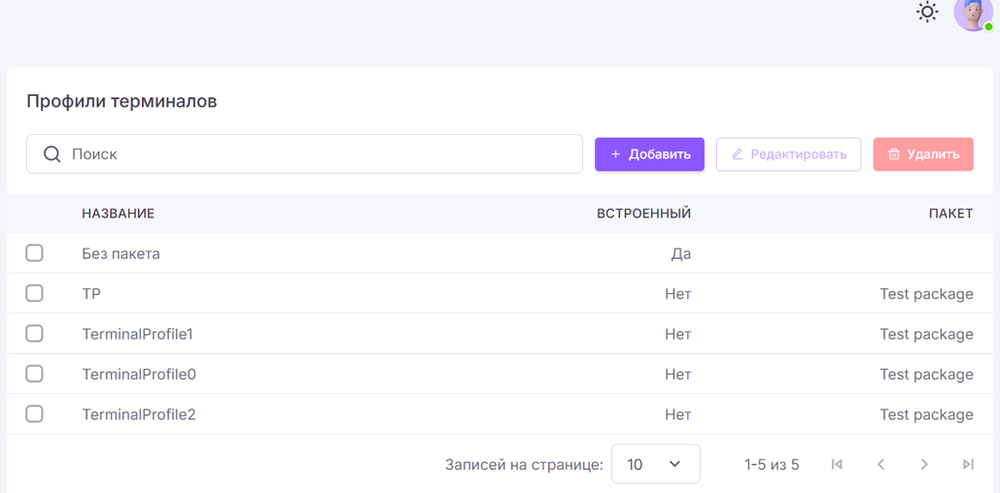 Профили терминалов
Поиск + Добавить Редактировать Удалить
НАЗВАНИЕ ВСТРОЕННЫЙ ПАКЕТ
Без пакета Да
TP Нет Test package
TerminalProfile1 Нет Test package
TerminalProfile0 Нет Test package
TerminalProfile2 Нет Test package
Записей на странице: 10 1-5 из 5